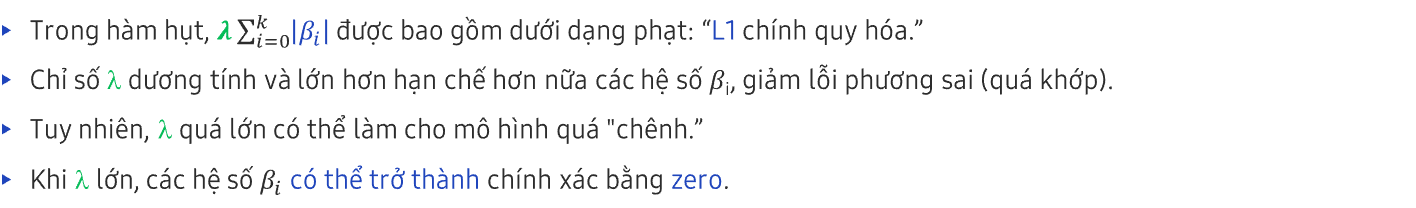 ▸ Trong hàm hụt, λ ∑ᵏᵢ₌₀|βᵢ| được bao gồm dưới dạng phạt: “L1 chính quy hóa.”
▸ Chỉ số λ dương tính và lớn hơn hạn chế hơn nữa các hệ số βᵢ, giảm lỗi phương sai (quá khớp).
▸ Tuy nhiên, λ quá lớn có thể làm cho mô hình quá "chênh.”
▸ Khi λ lớn, các hệ số βᵢ có thể trở thành chính xác bằng zero.